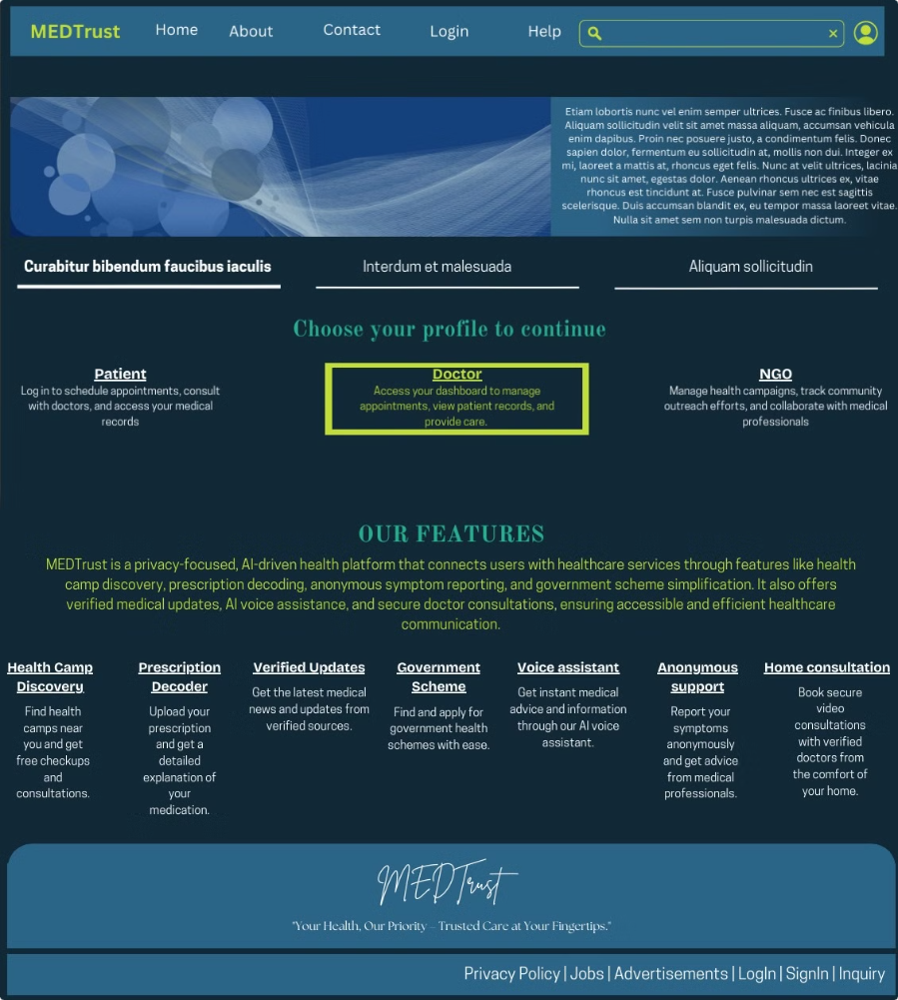 MEDTrust Home About Contact Login Help ×
Etiam lobortis nunc vel enim semper ultrices. Fusce ac finibus libero.
Aliquam sollicitudin velit sit amet massa aliquam, accumsan vehicula
enim dapibus. Proin nec posuere justo, a condimentum felis. Donec
sapien dolor, fermentum eu sollicitudin at, mollis non dui. Integer ex
mi, laoreet a mattis at, rhoncus eget felis. Nunc at velit ultrices, lacinia
nunc sit amet, egestas dolor. Aenean rhoncus ultrices ex, vitae
rhoncus est tincidunt at. Fusce pulvinar sem nec est sagittis
scelerisque. Duis accumsan blandit ex, eu tempor massa laoreet vitae.
Nulla sit amet sem non turpis malesuada dictum.
Curabitur bibendum faucibus iaculis
Interdum et malesuada
Aliquam sollicitudin
Choose your profile to continue
Patient
Log in to schedule appointments, consult
with doctors, and access your medical
records
Doctor
Access your dashboard to manage
appointments, view patient records, and
provide care.
NGO
Manage health campaigns, track community
outreach efforts, and collaborate with medical
professionals
OUR FEATURES
MEDTrust is a privacy-focused, AI-driven health platform that connects users with healthcare services through features like health
camp discovery, prescription decoding, anonymous symptom reporting, and government scheme simplification. It also offers
verified medical updates, AI voice assistance, and secure doctor consultations, ensuring accessible and efficient healthcare
communication.
Health Camp
Discovery
Find health
camps near
you and get
free checkups
and
consultations.
Prescription
Decoder
Upload your
prescription
and get a
detailed
explanation of
your
medication.
Verified Updates
Get the latest medical
news and updates from
verified sources.
Government
Scheme
Find and apply for
government health
schemes with ease.
Voice assistant
Get instant medical
advice and information
through our AI voice
assistant.
Anonymous
support
Report your
symptoms
anonymously
and get advice
from medical
professionals.
Home consultation
Book secure
video
consultations
with verified
doctors from
the comfort of
your home.
MEDTrust
"Your Health, Our Priority – Trusted Care at Your Fingertips."
Privacy Policy | Jobs | Advertisements | LogIn | SignIn | Inquiry